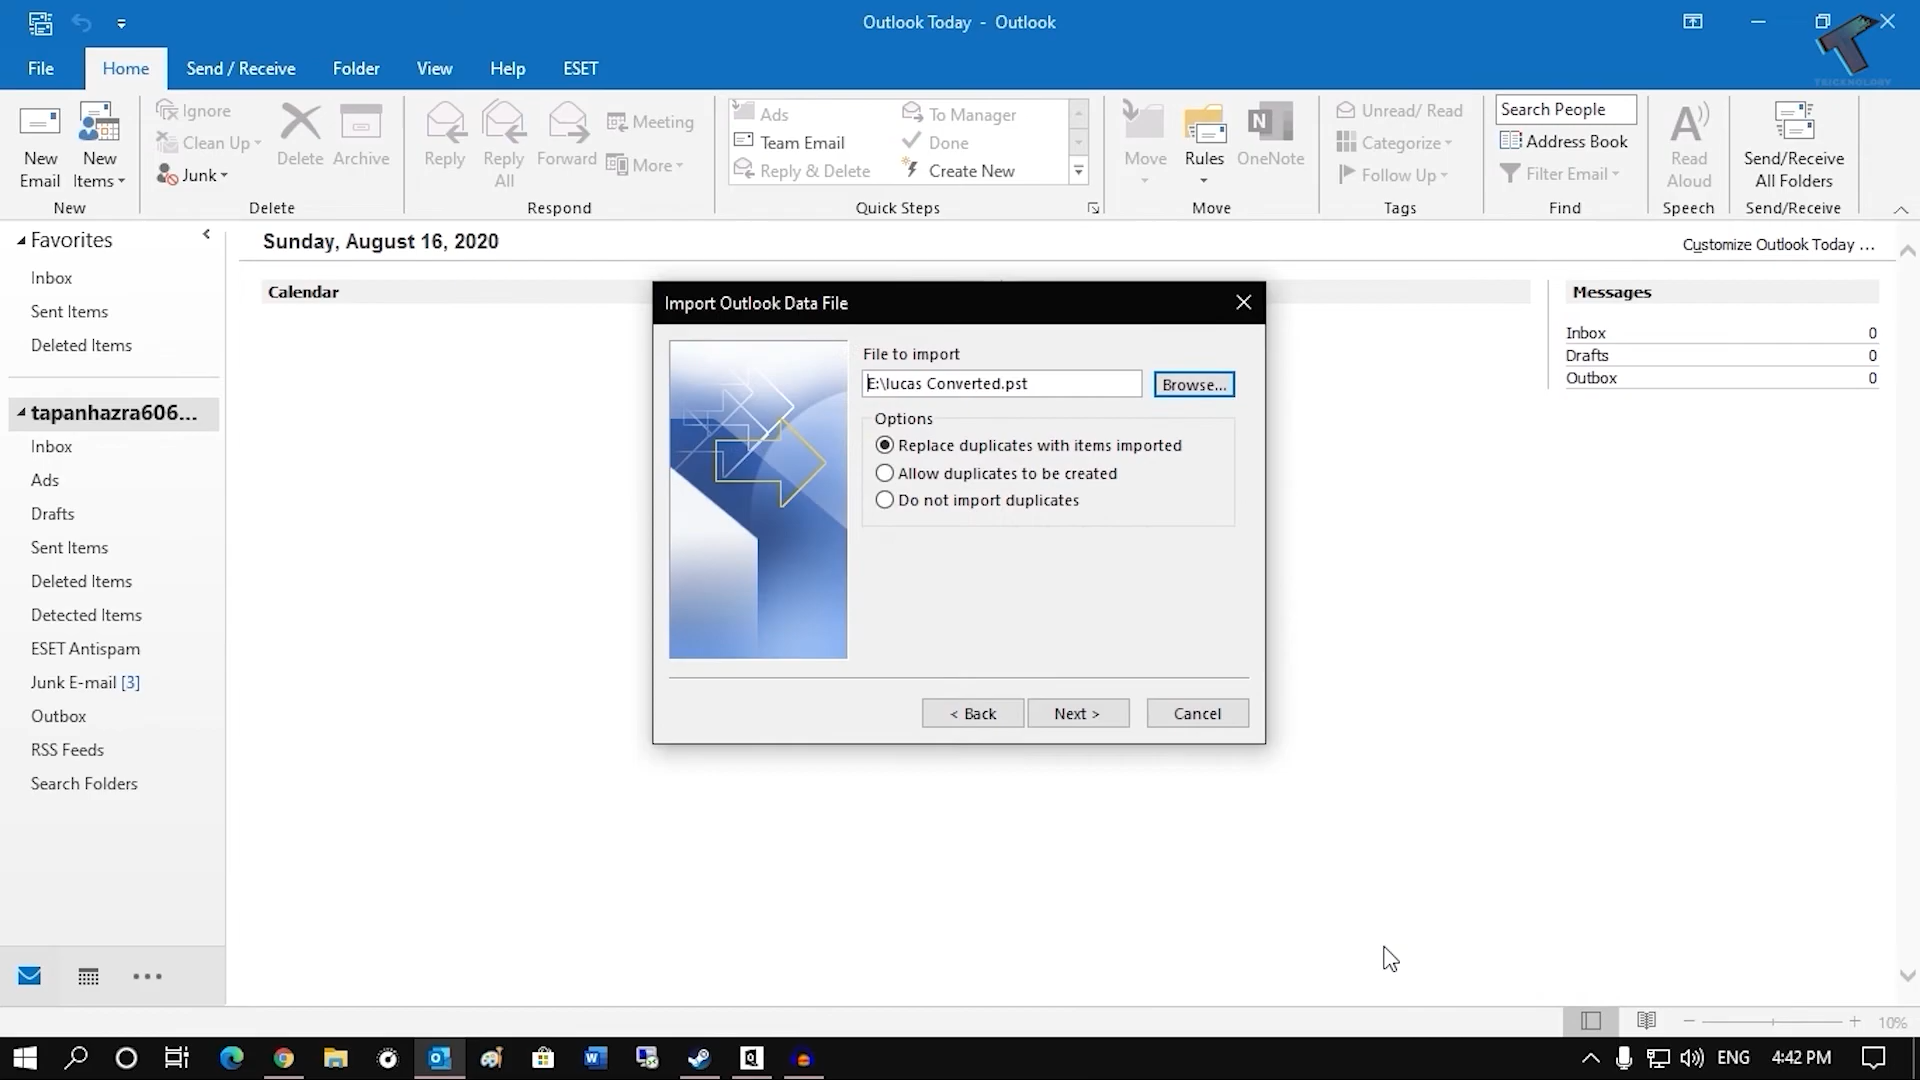 Outlook Today - Outlook
TRICKNOLOGY
File
Home
Send / Receive
Folder
View
Help
ESET
New
Email
New
Items
New
Ignore
Clean Up
Junk
Delete
Archive
Delete
Reply
Reply
All
Forward
Meeting
More
Respond
Ads
Team Email
Reply & Delete
To Manager
Done
Create New
Quick Steps
Move
Rules
OneNote
Move
Unread/ Read
Categorize
Follow Up
Tags
Search People
Address Book
Filter Email
Find
Read
Aloud
Speech
Send/Receive
All Folders
Send/Receive
Favorites
Inbox
Sent Items
Deleted Items
tapanhazra606...
Inbox
Ads
Drafts
Sent Items
Deleted Items
Detected Items
ESET Antispam
Junk E-mail [3]
Outbox
RSS Feeds
Search Folders
Sunday, August 16, 2020
Customize Outlook Today ...
Calendar
Messages
Inbox 0
Drafts 0
Outbox 0
Import Outlook Data File
File to import
E:\lucas Converted.pst
Browse...
Options
Replace duplicates with items imported
Allow duplicates to be created
Do not import duplicates
< Back
Next >
Cancel
10%
ENG
4:42 PM